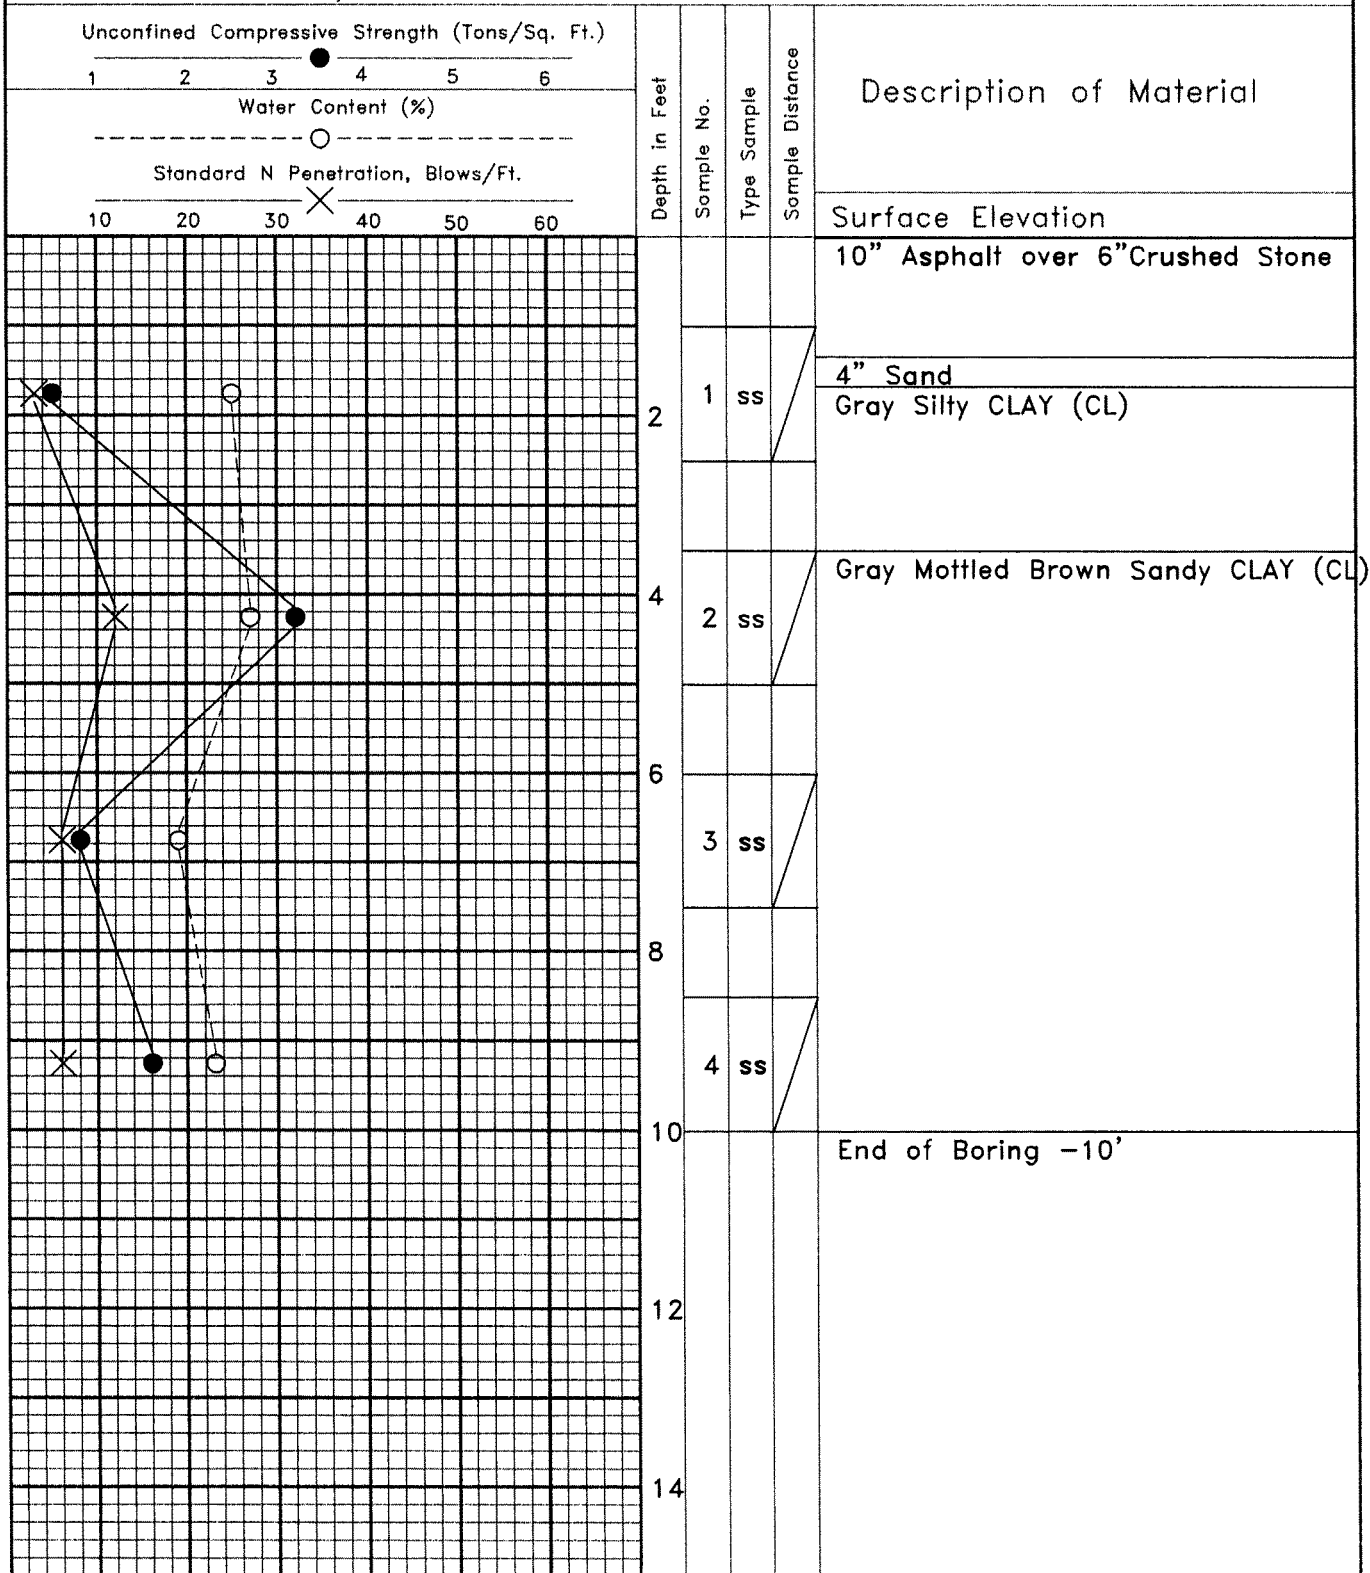 Unconfined Compressive Strength (Tons/Sq. Ft.)
1 2 3 4 5 6
Water Content (%)
Standard N Penetration, Blows/Ft.
10 20 30 40 50 60
Depth in Feet
Sample No.
Type Sample
Sample Distance
Description of Material
Surface Elevation
10" Asphalt over 6"Crushed Stone
4" Sand
1 ss
Gray Silty CLAY (CL)
2
Gray Mottled Brown Sandy CLAY (CL)
4
2 ss
6
3 ss
8
4 ss
10
End of Boring -10'
12
14